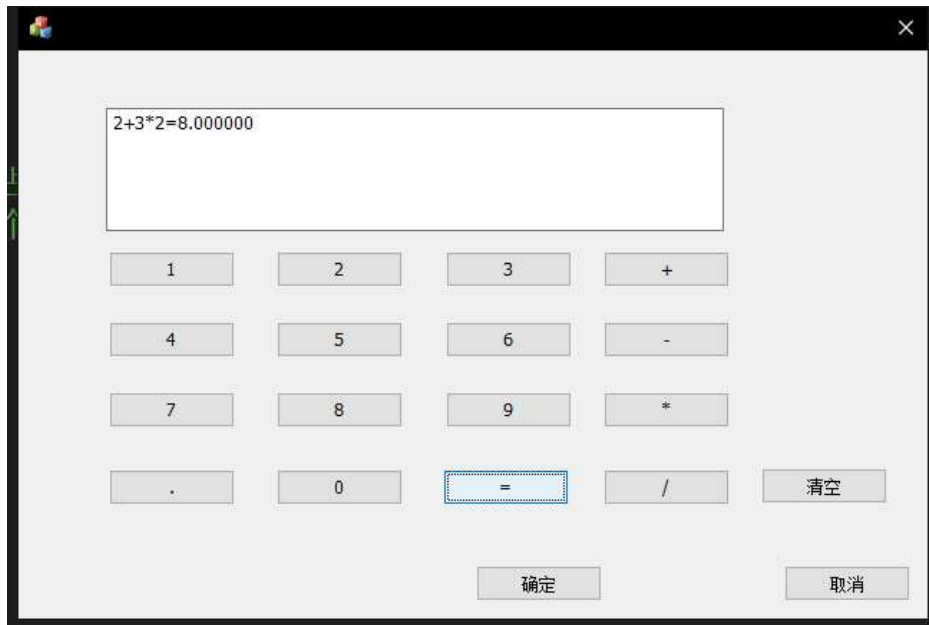 2+3*2=8.000000
1 2 3 +
4 5 6 -
7 8 9 *
. 0 = / 清空
确定 取消